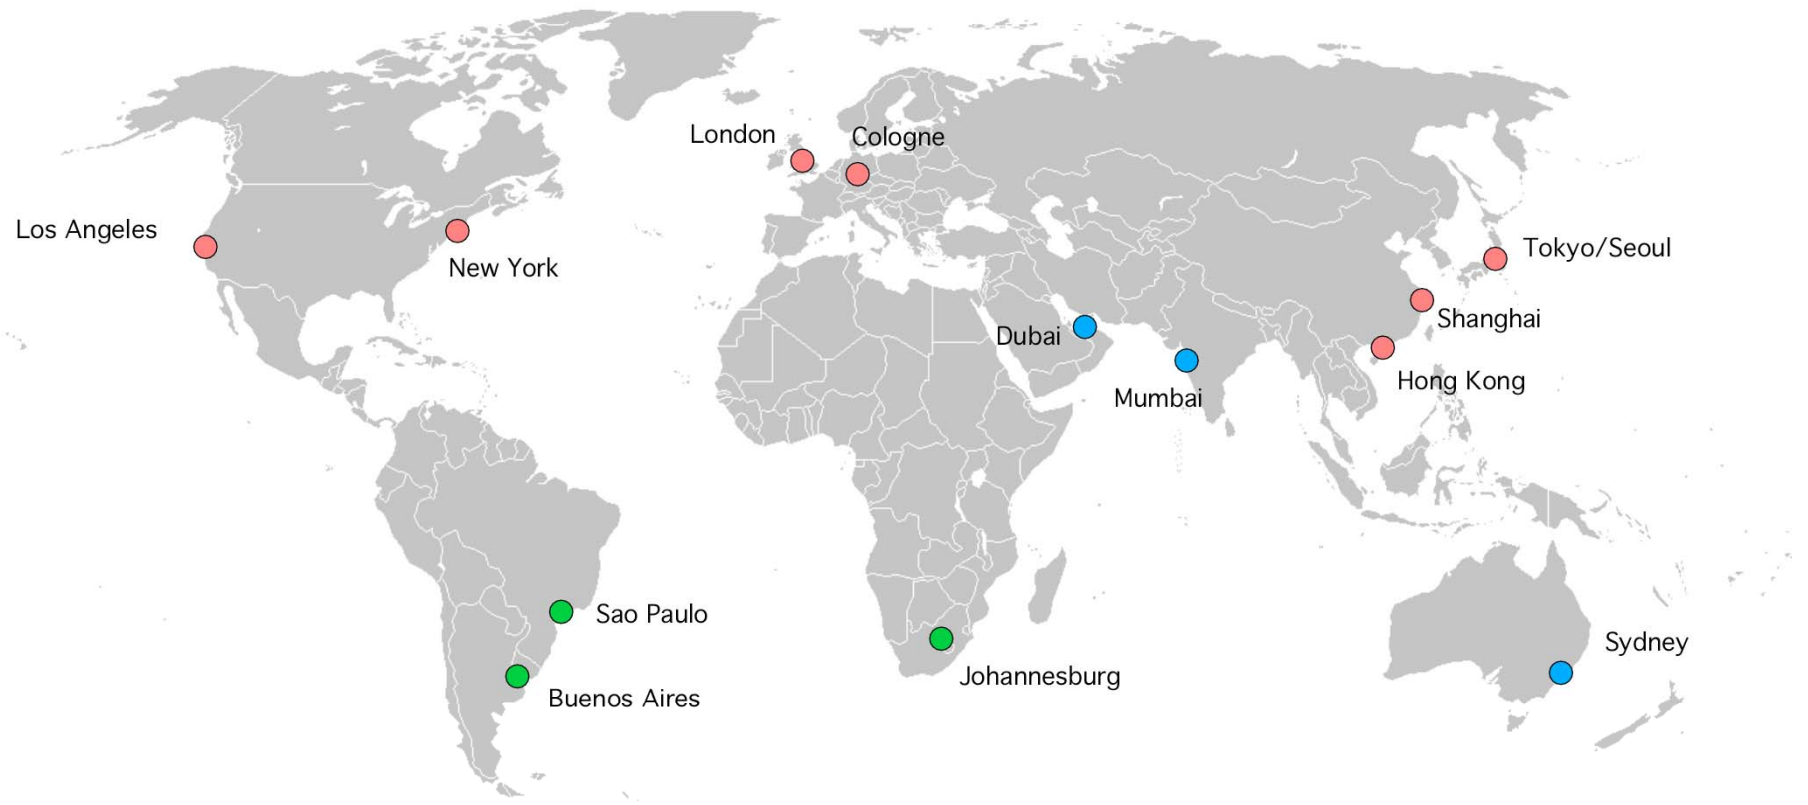 London
Cologne
Los Angeles
New York
Tokyo/Seoul
Shanghai
Dubai
Hong Kong
Mumbai
Sao Paulo
Sydney
Johannesburg
Buenos Aires